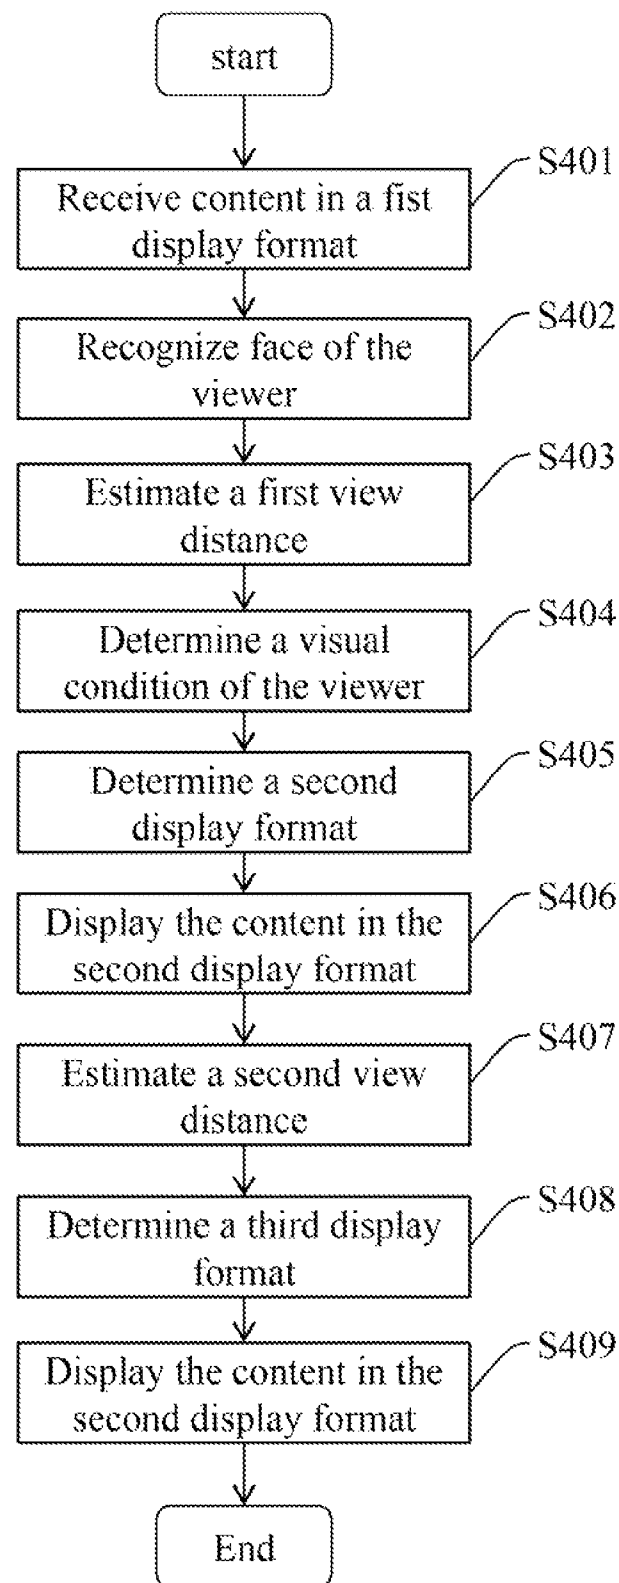 start
S401
Receive content in a fist
display format
S402
Recognize face of the
viewer
S403
Estimate a first view
distance
S404
Determine a visual
condition of the viewer
S405
Determine a second
display format
S406
Display the content in the
second display format
S407
Estimate a second view
distance
S408
Determine a third display
format
S409
Display the content in the
second display format
End